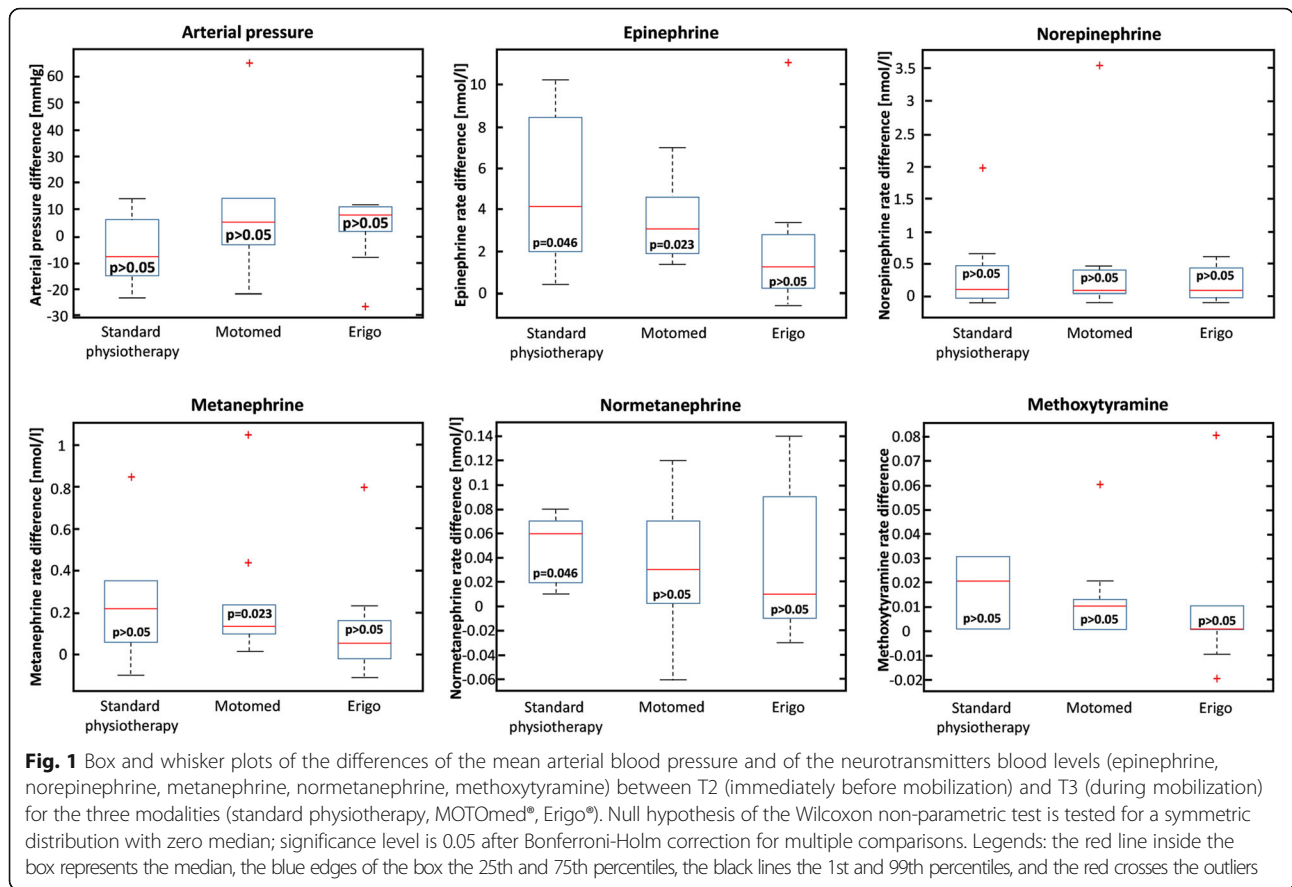 Arterial pressure
Arterial pressure difference [mmHg]
60
50
40
30
20
10
0
-10
-20
-30
p>0.05
p>0.05
p>0.05
Standard
physiotherapy
Motomed
Erigo
Epinephrine
Epinephrine rate difference [nmol/l]
10
8
6
4
2
0
p=0.046
p=0.023
p>0.05
Standard
physiotherapy
Motomed
Erigo
Norepinephrine
Norepinephrine rate difference [nmol/l]
3.5
3
2.5
2
1.5
1
0.5
0
p>0.05
p>0.05
p>0.05
Standard
physiotherapy
Motomed
Erigo
Metanephrine
Metanephrine rate difference [nmol/l]
1
0.8
0.6
0.4
0.2
0
p>0.05
p=0.023
p>0.05
Standard
physiotherapy
Motomed
Erigo
Normetanephrine
Normetanephrine rate difference [nmol/l]
0.14
0.12
0.10
0.08
0.06
0.04
0.02
0
-0.02
-0.04
-0.06
p=0.046
p>0.05
p>0.05
Standard
physiotherapy
Motomed
Erigo
Methoxytyramine
Methoxytyramine rate difference
0.08
0.06
0.05
0.04
0.03
0.02
0.01
0
-0.01
-0.02
p>0.05
p>0.05
p>0.05
Standard
physiotherapy
Motomed
Erigo
Fig. 1 Box and whisker plots of the differences of the mean arterial blood pressure and of the neurotransmitters blood levels (epinephrine,
norepinephrine, metanephrine, normetanephrine, methoxytyramine) between T2 (immediately before mobilization) and T3 (during mobilization)
for the three modalities (standard physiotherapy, MOTOmed®, Erigo®). Null hypothesis of the Wilcoxon non-parametric test is tested for a symmetric
distribution with zero median; significance level is 0.05 after Bonferroni-Holm correction for multiple comparisons. Legends: the red line inside the
box represents the median, the blue edges of the box the 25th and 75th percentiles, the black lines the 1st and 99th percentiles, and the red crosses the outliers